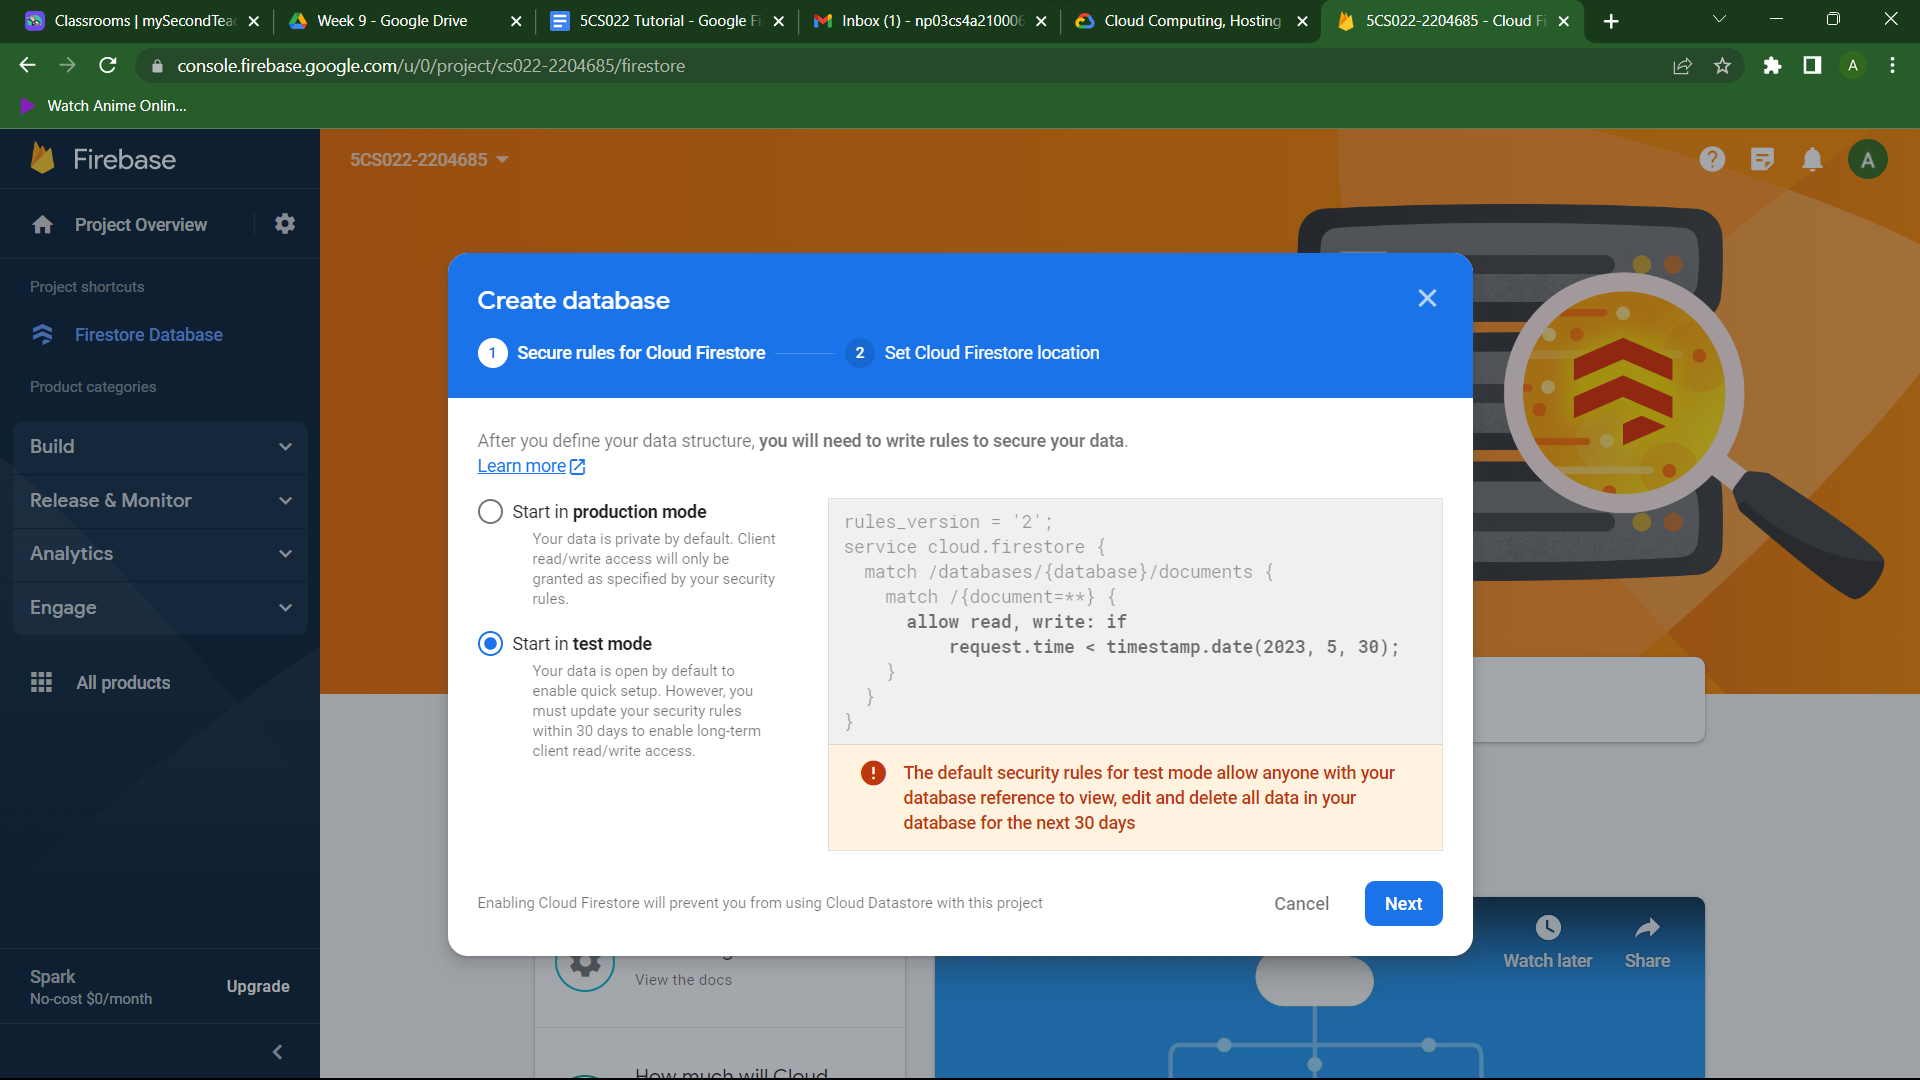 Classrooms | mySecondTea
Week 9 - Google Drive
5CS022 Tutorial - Google
Inbox (1) - np03cs4a21000
Cloud Computing, Hosting
5CS022-2204685 - Cloud
console.firebase.google.com/u/0/project/cs022-2204685/firestore
A
Watch Anime Onlin...
Firebase
5CS022-2204685
A
Project Overview
Project shortcuts
Firestore Database
Product categories
Build
Release & Monitor
Analytics
Engage
All products
Spark
No-cost $0/month
Upgrade
Create database
1 Secure rules for Cloud Firestore
2 Set Cloud Firestore location
After you define your data structure, you will need to write rules to secure your data.
Learn more
Start in production mode
Your data is private by default. Client
read/write access will only be
granted as specified by your security
rules.
Start in test mode
Your data is open by default to
enable quick setup. However, you
must update your security rules
within 30 days to enable long-term
client read/write access.
rules_version = '2';
service cloud.firestore {
match /databases/{database}/documents {
match /{document=**} {
allow read, write: if
request.time < timestamp.date(2023, 5, 30);
}
}
}
The default security rules for test mode allow anyone with your
database reference to view, edit and delete all data in your
database for the next 30 days
Enabling Cloud Firestore will prevent you from using Cloud Datastore with this project
Cancel
Next
View the docs
How much will Cloud
Watch later
Share